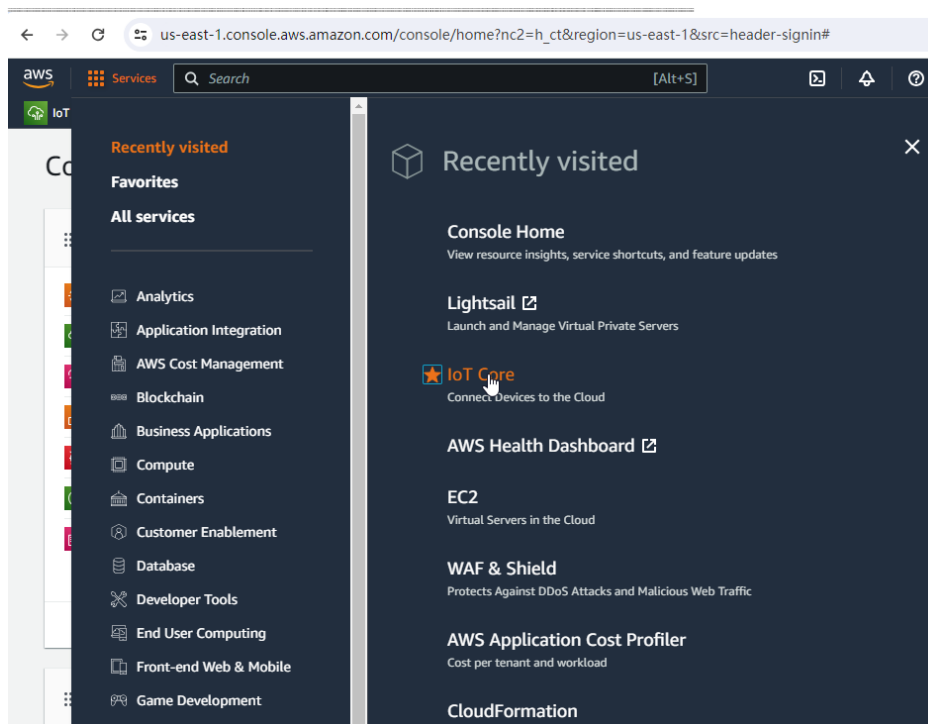 us-east-1.console.aws.amazon.com/console/home?nc2=h_ct&region=us-east-1&src=header-signin#
aws Services Search [Alt+S]
IoT
Co
Recently visited
Favorites
All services
Analytics
Application Integration
AWS Cost Management
Blockchain
Business Applications
Compute
Containers
Customer Enablement
Database
Developer Tools
End User Computing
Front-end Web & Mobile
Game Development
Recently visited
Console Home
View resource insights, service shortcuts, and feature updates
Lightsail
Launch and Manage Virtual Private Servers
IoT Core
Connect Devices to the Cloud
AWS Health Dashboard
EC2
Virtual Servers in the Cloud
WAF & Shield
Protects Against DDoS Attacks and Malicious Web Traffic
AWS Application Cost Profiler
Cost per tenant and workload
CloudFormation